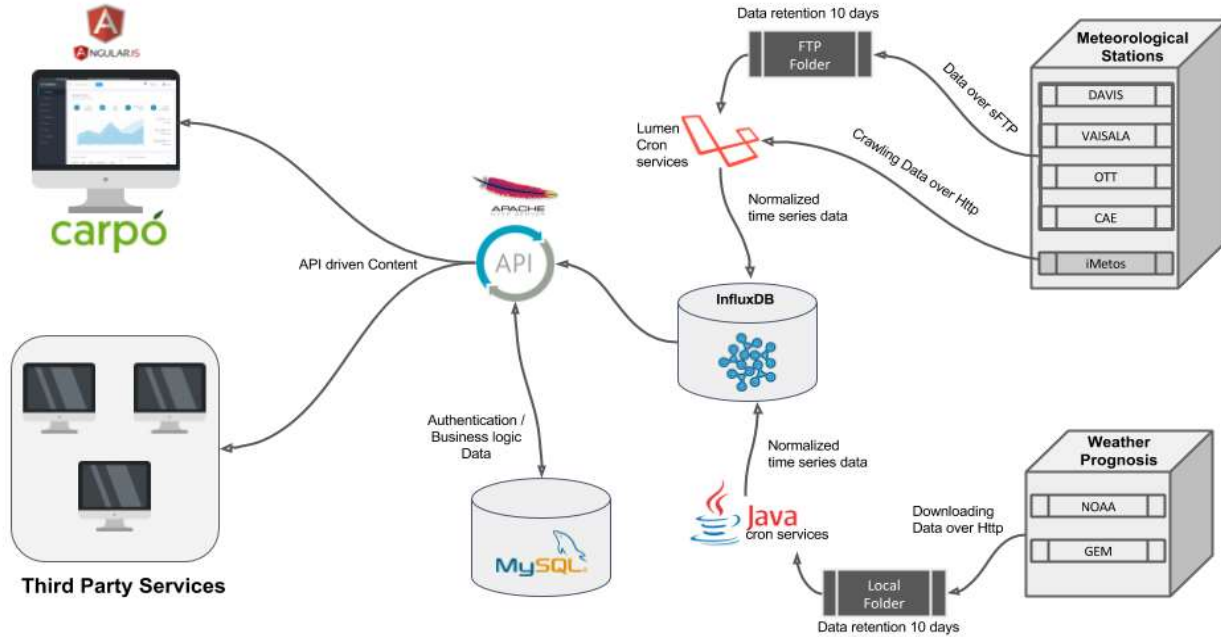 ANGULARJS
carpó
Third Party Services
API driven Content
APACHE
API
Authentication /
Business logic
Data
MySQL
Data retention 10 days
FTP
Folder
Lumen
Cron
services
Data over sFTP
Crawling Data over Http
Normalized
time series data
InfluxDB
Normalized
time series data
Java
cron services
Meteorological
Stations
DAVIS
VAISALA
OTT
CAE
iMetos
Weather
Prognosis
NOAA
GEM
Downloading
Data over Http
Local
Folder
Data retention 10 days